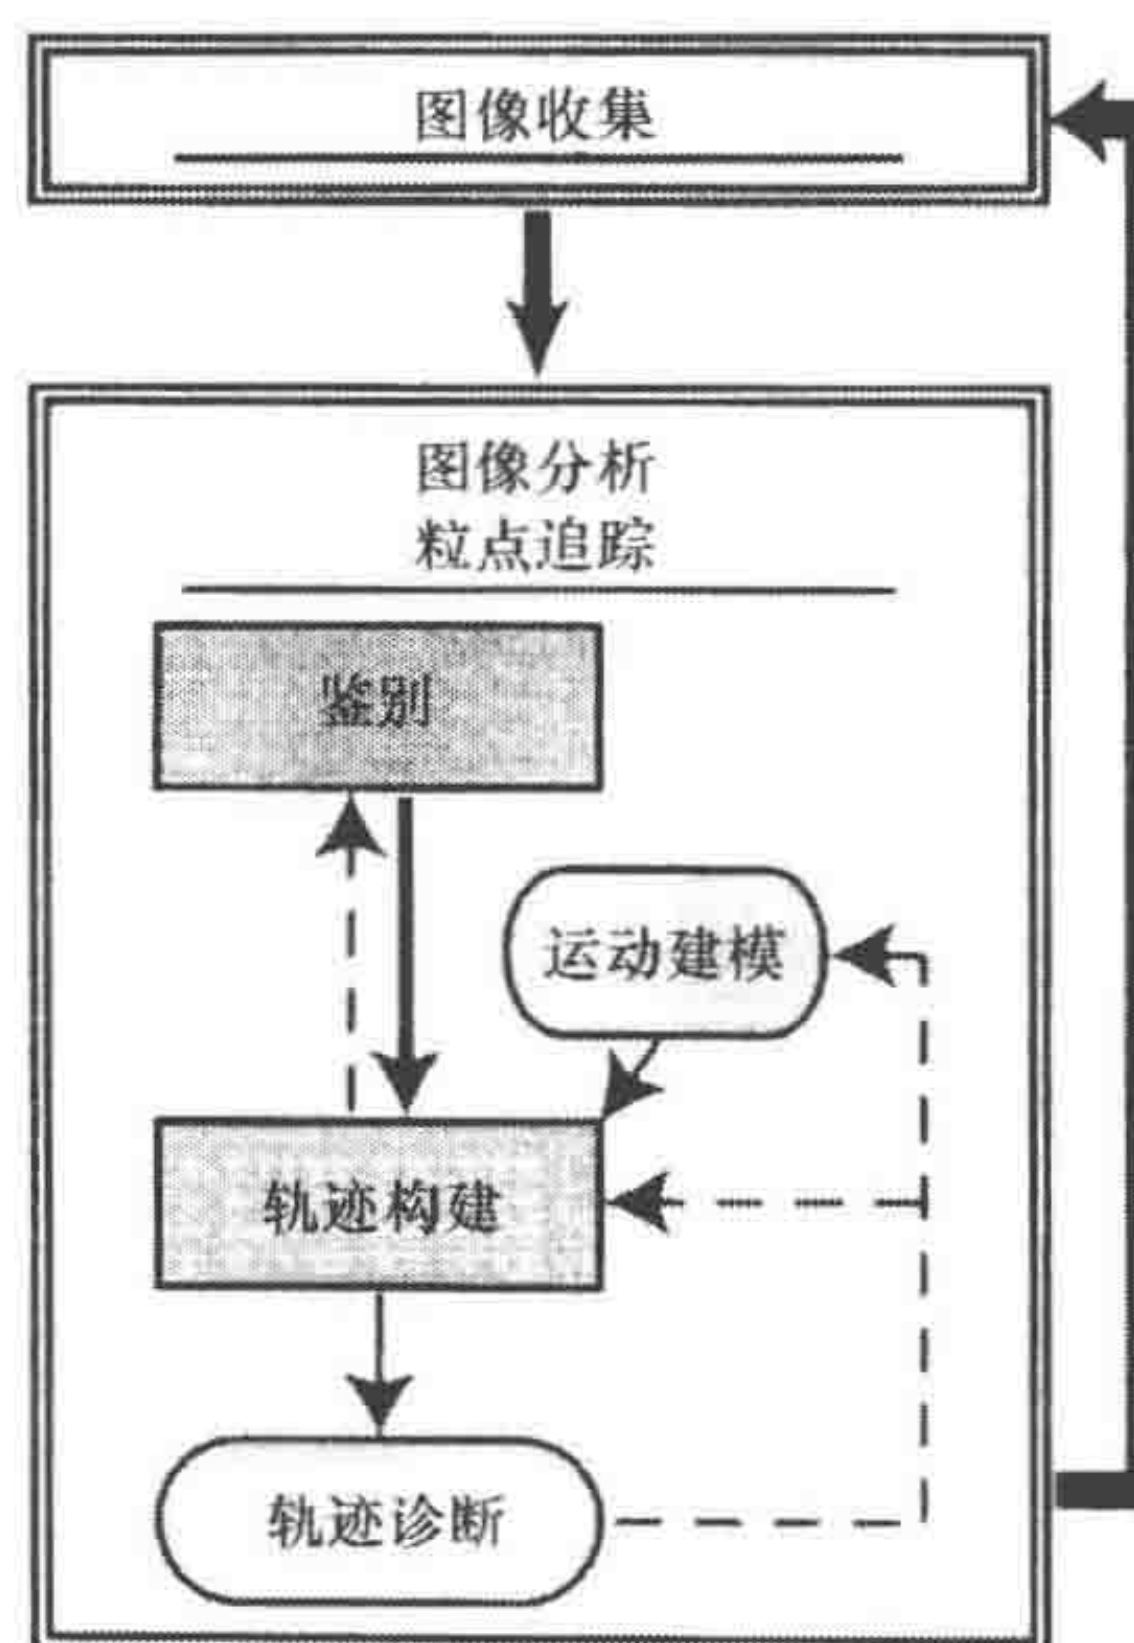 图像收集
图像分析
粒点追踪
鉴别
运动建模
轨迹构建
轨迹诊断